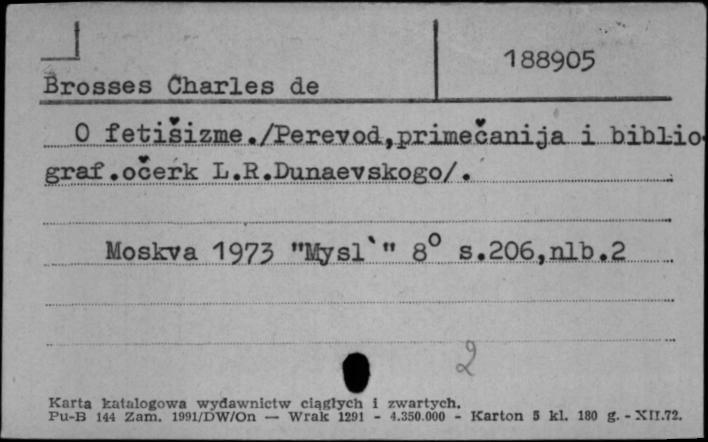 188905
Brosses Charles de
O fetišizme./Perevod,primečanija i biblio-
graf.očerk L.R.Dunaevskogo/.
Moskva 1973 "Mysl`" 8° s.206,nlb.2
2
Karta katalogowa wydawnictw ciągłych i zwartych.
Pu-B 144 Zam. 1991/DW/On — Wrak 1291 - 4.350.000 - Karton 5 kl. 180 g. - XII.72.